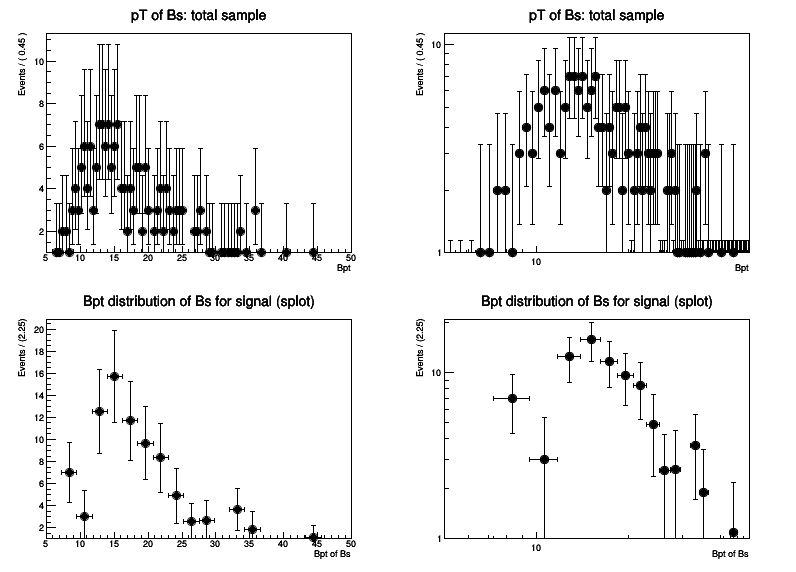 pT of Bs: total sample
Events / ( 0.45 )
10
8
6
4
2
5 10 15 20 25 30 35 40 45 50
Bpt
pT of Bs: total sample
Events / ( 0.45 )
10
1
10
Bpt
Bpt distribution of Bs for signal (splot)
Events / (2.25)
20
18
16
14
12
10
8
6
4
2
5 10 15 20 25 30 35 40 45 50
Bpt of Bs
Bpt distribution of Bs for signal (splot)
Events / (2.25)
10
1
10
Bpt of Bs